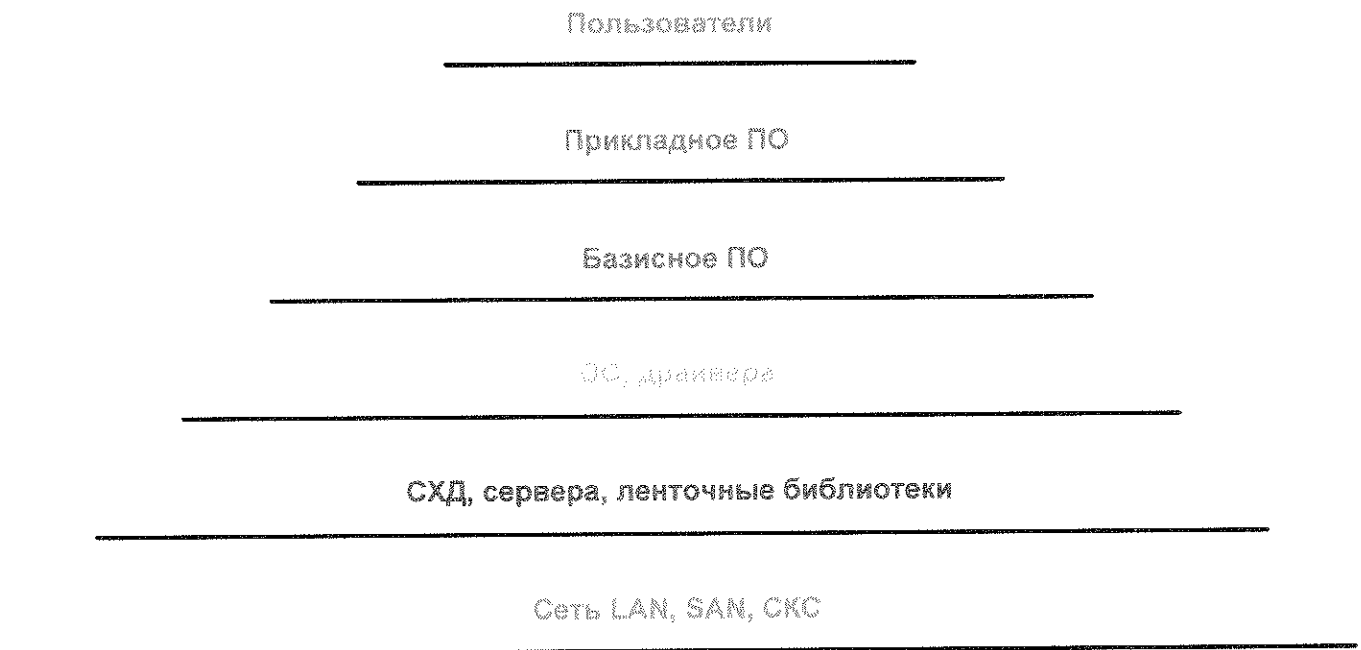 Пользователи
Прикладное ПО
Базисное ПО
ОС, драйвера
СХД, сервера, ленточные библиотеки
Сеть LAN, SAN, СКС